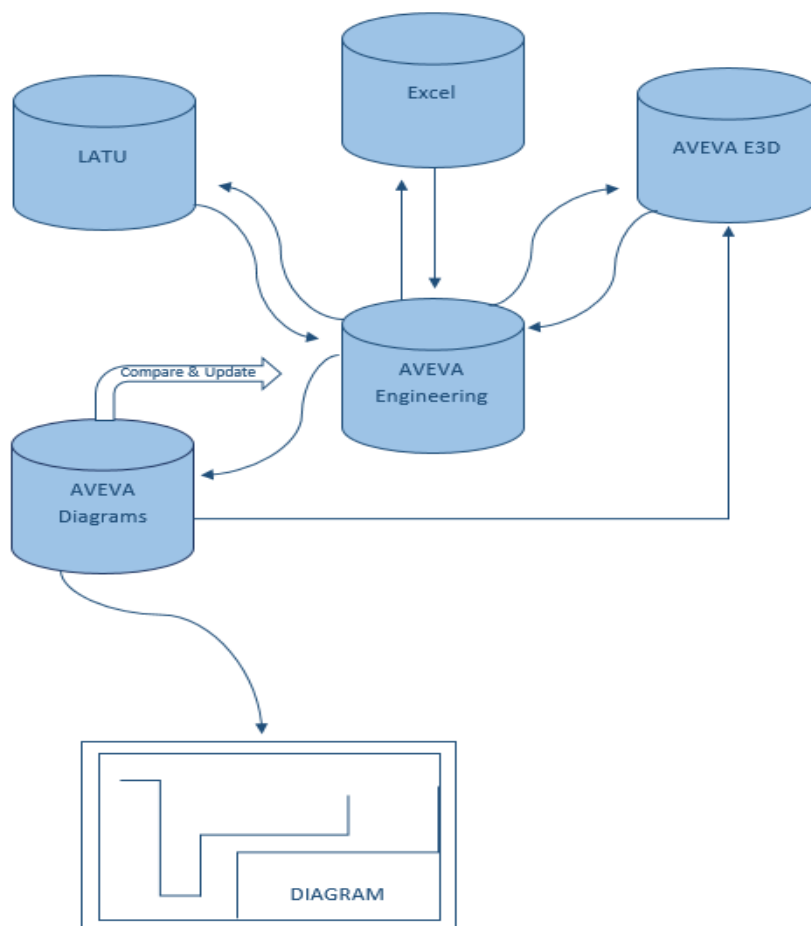 Excel
LATU
AVEVA E3D
Compare & Update
AVEVA
Engineering
AVEVA
Diagrams
DIAGRAM